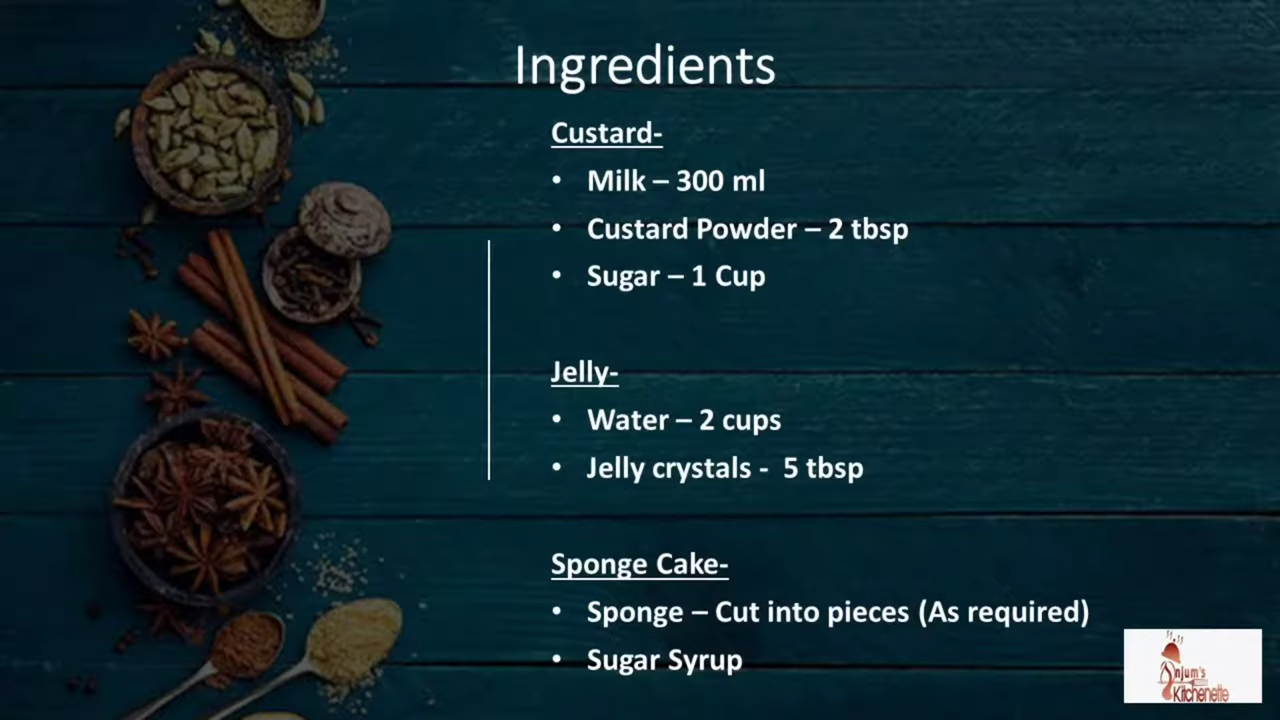 Ingredients
Custard-
• Milk – 300 ml
• Custard Powder – 2 tbsp
• Sugar – 1 Cup
Jelly-
• Water – 2 cups
• Jelly crystals - 5 tbsp
Sponge Cake-
• Sponge – Cut into pieces (As required)
• Sugar Syrup
Anjum's
Kitchenette